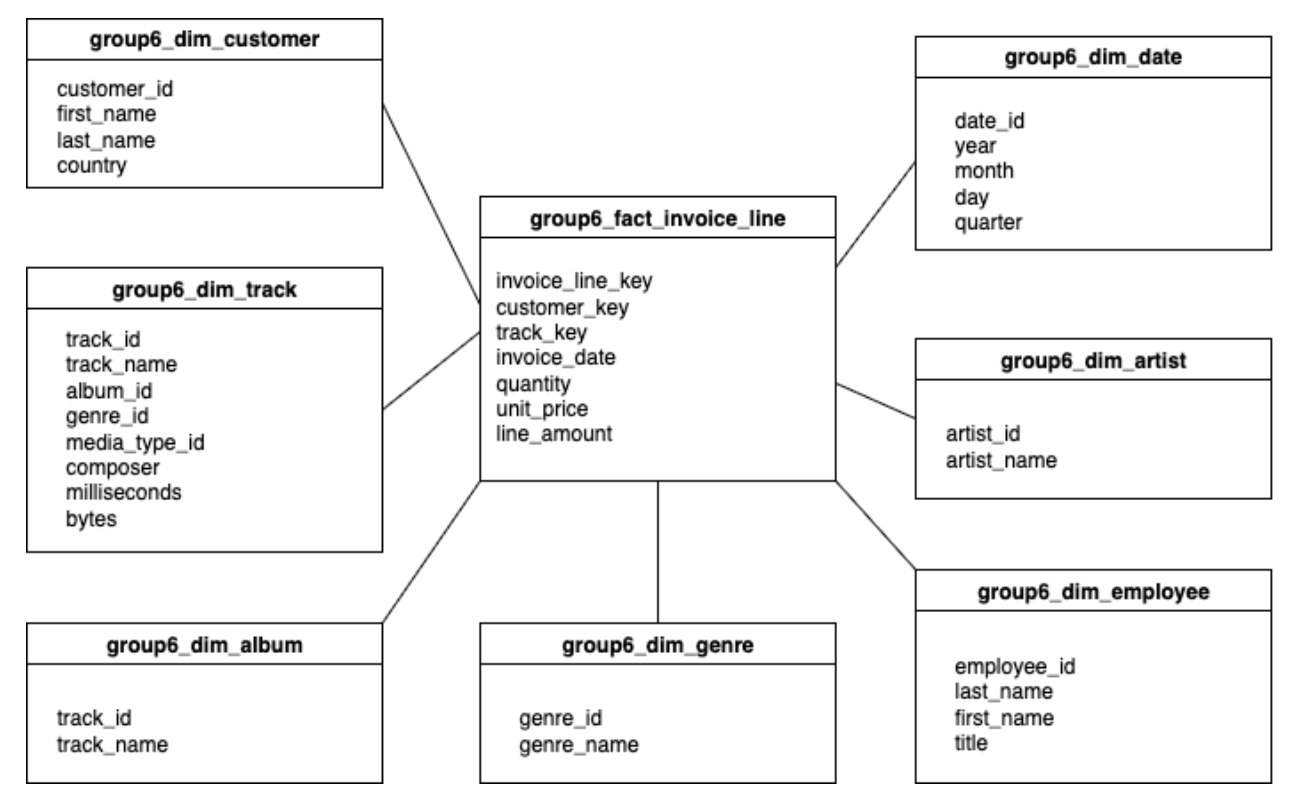 group6_dim_customer
customer_id
first_name
last_name
country
group6_dim_date
date_id
year
month
day
quarter
group6_fact_invoice_line
invoice_line_key
customer_key
track_key
invoice_date
quantity
unit_price
line_amount
group6_dim_track
track_id
track_name
album_id
genre_id
media_type_id
composer
milliseconds
bytes
group6_dim_artist
artist_id
artist_name
group6_dim_album
track_id
track_name
group6_dim_genre
genre_id
genre_name
group6_dim_employee
employee_id
last_name
first_name
title